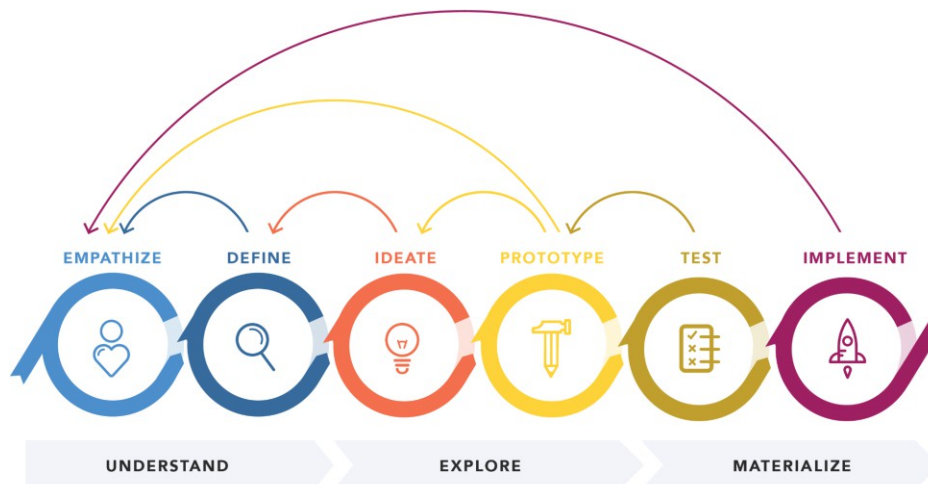 EMPATHIZE
DEFINE
IDEATE
PROTOTYPE
TEST
IMPLEMENT
UNDERSTAND
EXPLORE
MATERIALIZE